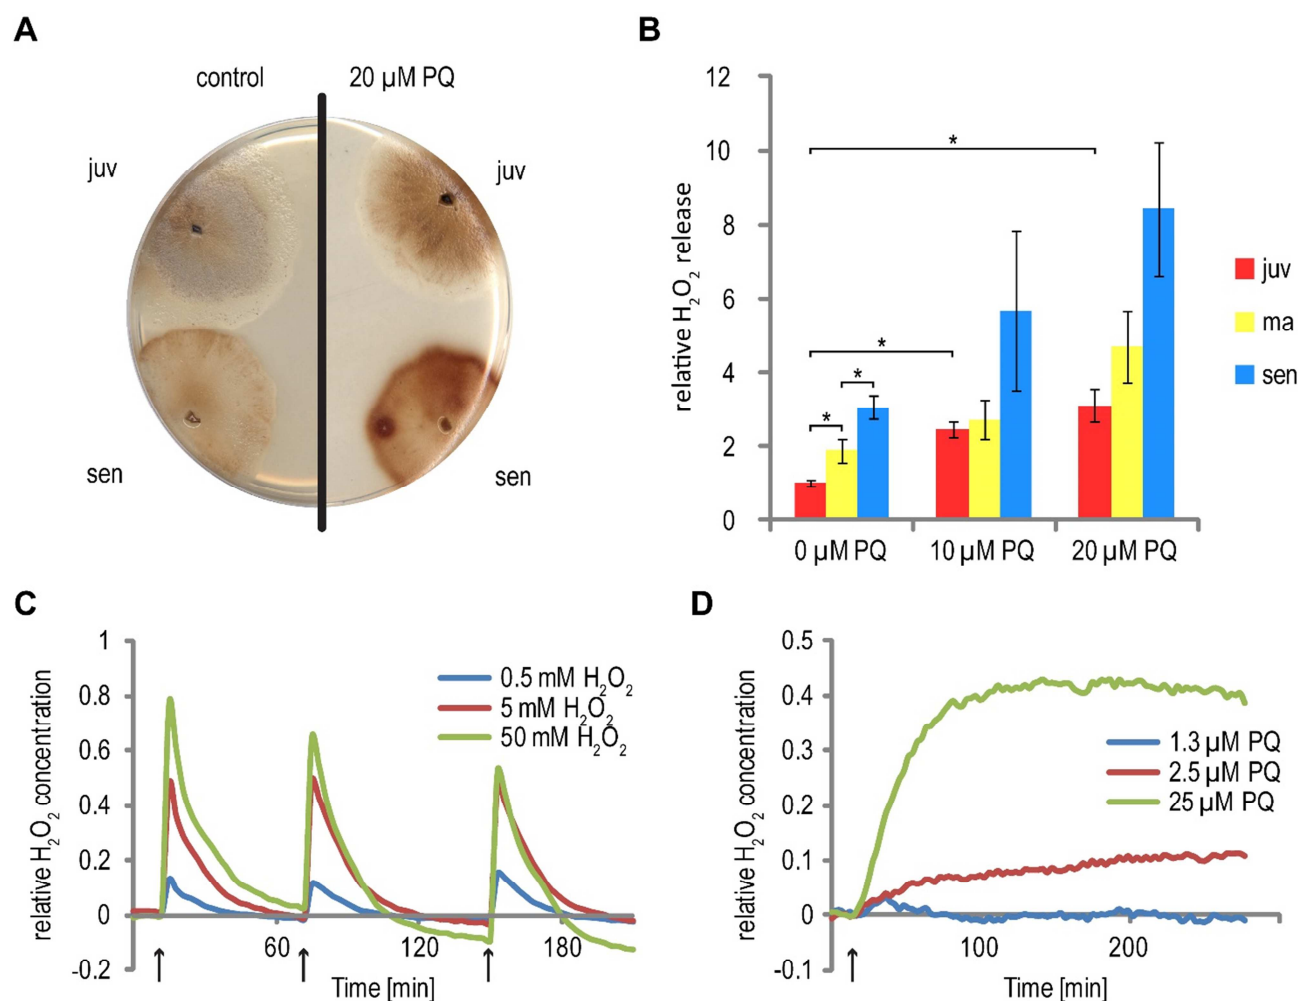 A
control
20 µM PQ
juv
juv
sen
sen
B
relative H₂O₂ release
12
10
8
6
4
2
0
*
*
*
*
0 µM PQ
10 µM PQ
20 µM PQ
juv
ma
sen
C
relative H₂O₂ concentration
1
0.8
0.6
0.4
0.2
0
-0.2
0.5 mM H₂O₂
5 mM H₂O₂
50 mM H₂O₂
60
120
180
Time [min]
D
relative H₂O₂ concentration
0.5
0.4
0.3
0.2
0.1
0
-0.1
1.3 µM PQ
2.5 µM PQ
25 µM PQ
100
200
Time [min]